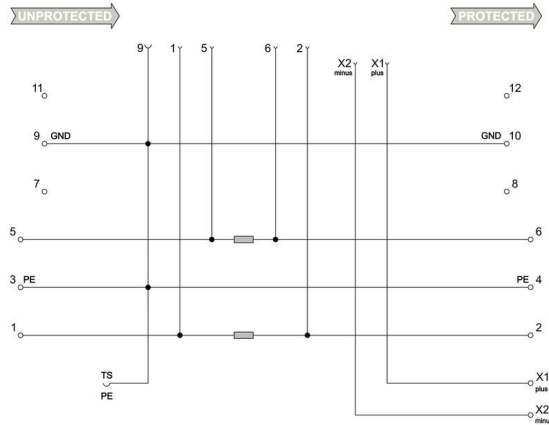 UNPROTECTED PROTECTED
9 1 5 6 2
X2 X1
minus plus
11 12
9 GND GND 10
7 8
5 6
3 PE PE 4
1 2
TS
PE
X1
plus
X2
minu